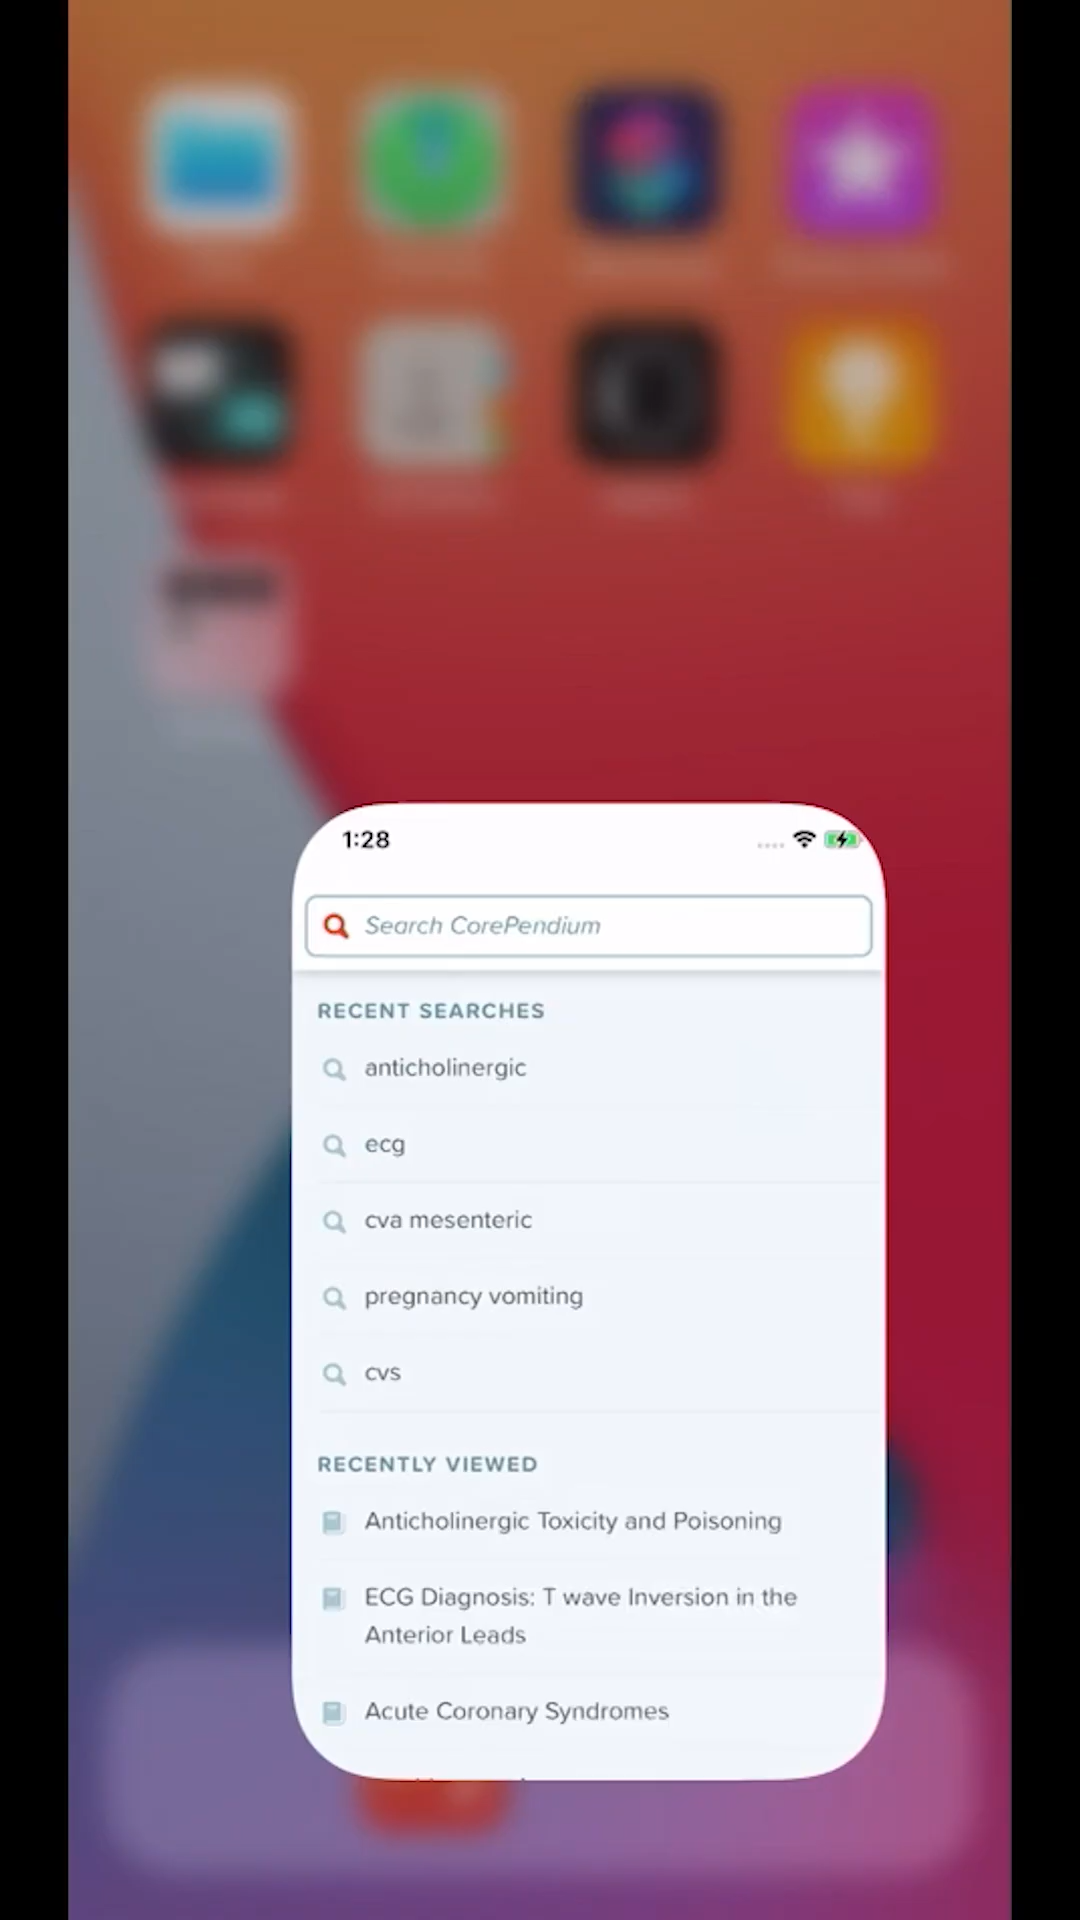 1:28
Search CorePendium
RECENT SEARCHES
anticholinergic
ecg
cva mesenteric
pregnancy vomiting
cvs
RECENTLY VIEWED
Anticholinergic Toxicity and Poisoning
ECG Diagnosis: T wave Inversion in the
Anterior Leads
Acute Coronary Syndromes